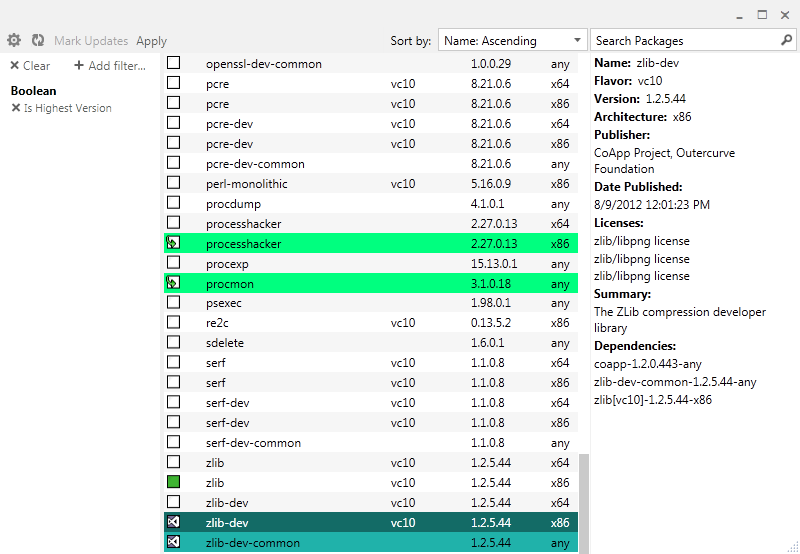 Mark Updates Apply Sort by: Name: Ascending Search Packages
Clear Add filter...
Boolean
Is Highest Version
openssl-dev-common 1.0.0.29 any
pcre vc10 8.21.0.6 x64
pcre vc10 8.21.0.6 x86
pcre-dev vc10 8.21.0.6 x64
pcre-dev vc10 8.21.0.6 x86
pcre-dev-common 8.21.0.6 any
perl-monolithic vc10 5.16.0.9 x86
procdump 4.1.0.1 any
processhacker 2.27.0.13 x64
processhacker 2.27.0.13 x86
procexp 15.13.0.1 any
procmon 3.1.0.18 any
psexec 1.98.0.1 any
re2c vc10 0.13.5.2 x86
sdelete 1.6.0.1 any
serf vc10 1.1.0.8 x64
serf vc10 1.1.0.8 x86
serf-dev vc10 1.1.0.8 x64
serf-dev vc10 1.1.0.8 x86
serf-dev-common 1.1.0.8 any
zlib vc10 1.2.5.44 x64
zlib vc10 1.2.5.44 x86
zlib-dev vc10 1.2.5.44 x64
zlib-dev vc10 1.2.5.44 x86
zlib-dev-common 1.2.5.44 any
Name: zlib-dev
Flavor: vc10
Version: 1.2.5.44
Architecture: x86
Publisher:
CoApp Project, Outercurve
Foundation
Date Published:
8/9/2012 12:01:23 PM
Licenses:
zlib/libpng license
zlib/libpng license
zlib/libpng license
Summary:
The ZLib compression developer
library
Dependencies:
coapp-1.2.0.443-any
zlib-dev-common-1.2.5.44-any
zlib[vc10]-1.2.5.44-x86